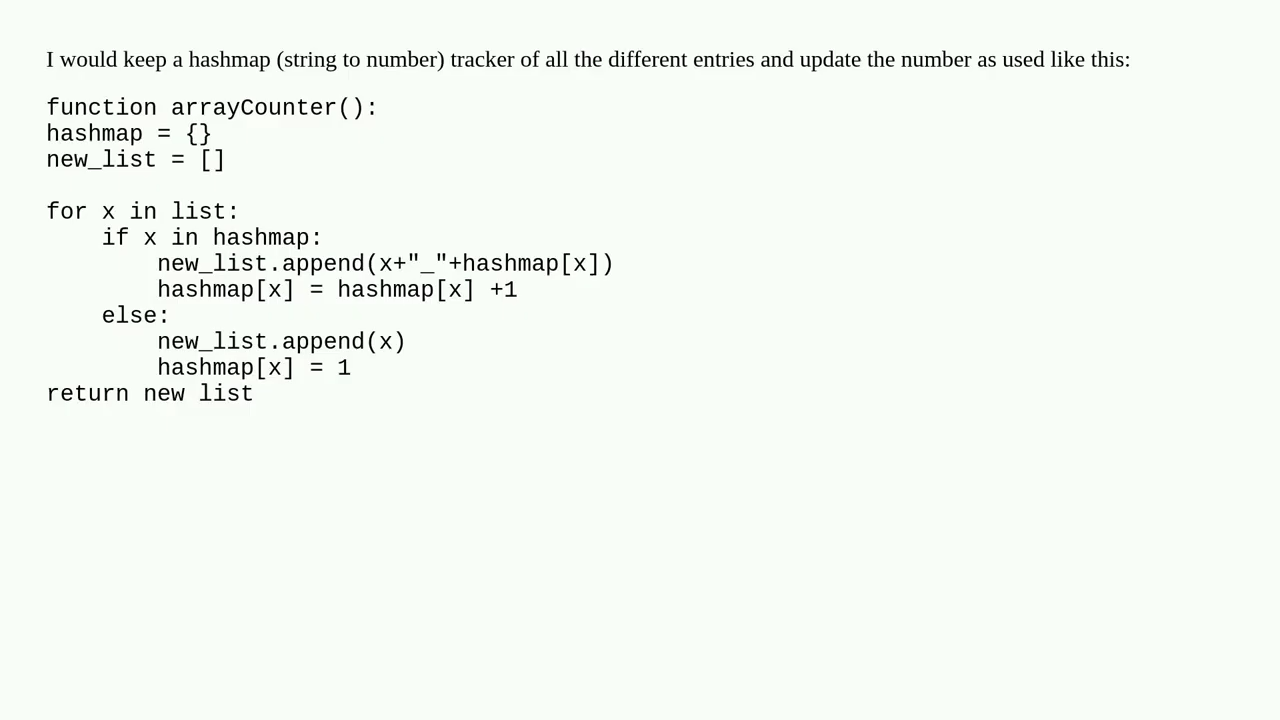 I would keep a hashmap (string to number) tracker of all the different entries and update the number as used like this:
function arrayCounter():
hashmap = {}
new_list = []
for x in list:
    if x in hashmap:
        new_list.append(x+"_"+hashmap[x])
        hashmap[x] = hashmap[x] +1
    else:
        new_list.append(x)
        hashmap[x] = 1
return new list